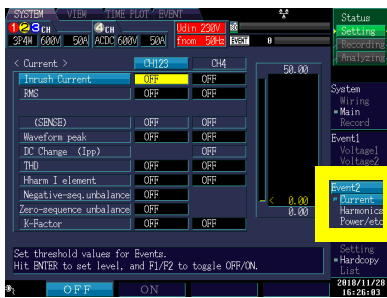 SYSTEM VIEW TIME PLOT EVENT
123CH 4CH Udin 230V
3P4W 600V 50A ACDC 600V 50A fnom 50Hz EVENT 0
< Current > CH123 CH4
Inrush Current OFF OFF
RMS OFF OFF
(SENSE) OFF OFF
Waveform peak OFF OFF
DC Change (Ipp) OFF
THD OFF OFF
Hharm I element OFF OFF
Negative-seq.unbalance OFF
Zero-sequence unbalance OFF
K-Factor OFF OFF
50.00
< 0.00
0.00
Set threshold values for Events.
Hit ENTER to set level, and F1/F2 to toggle OFF/ON.
OFF ON
Status
Setting
Recording
Analyzing
System
Wiring
Main
Record
Event1
Voltage1
Voltage2
Event2
Current
Harmonics
Power/etc
Setting
Hardcopy
List
2018/11/28
16:26:03